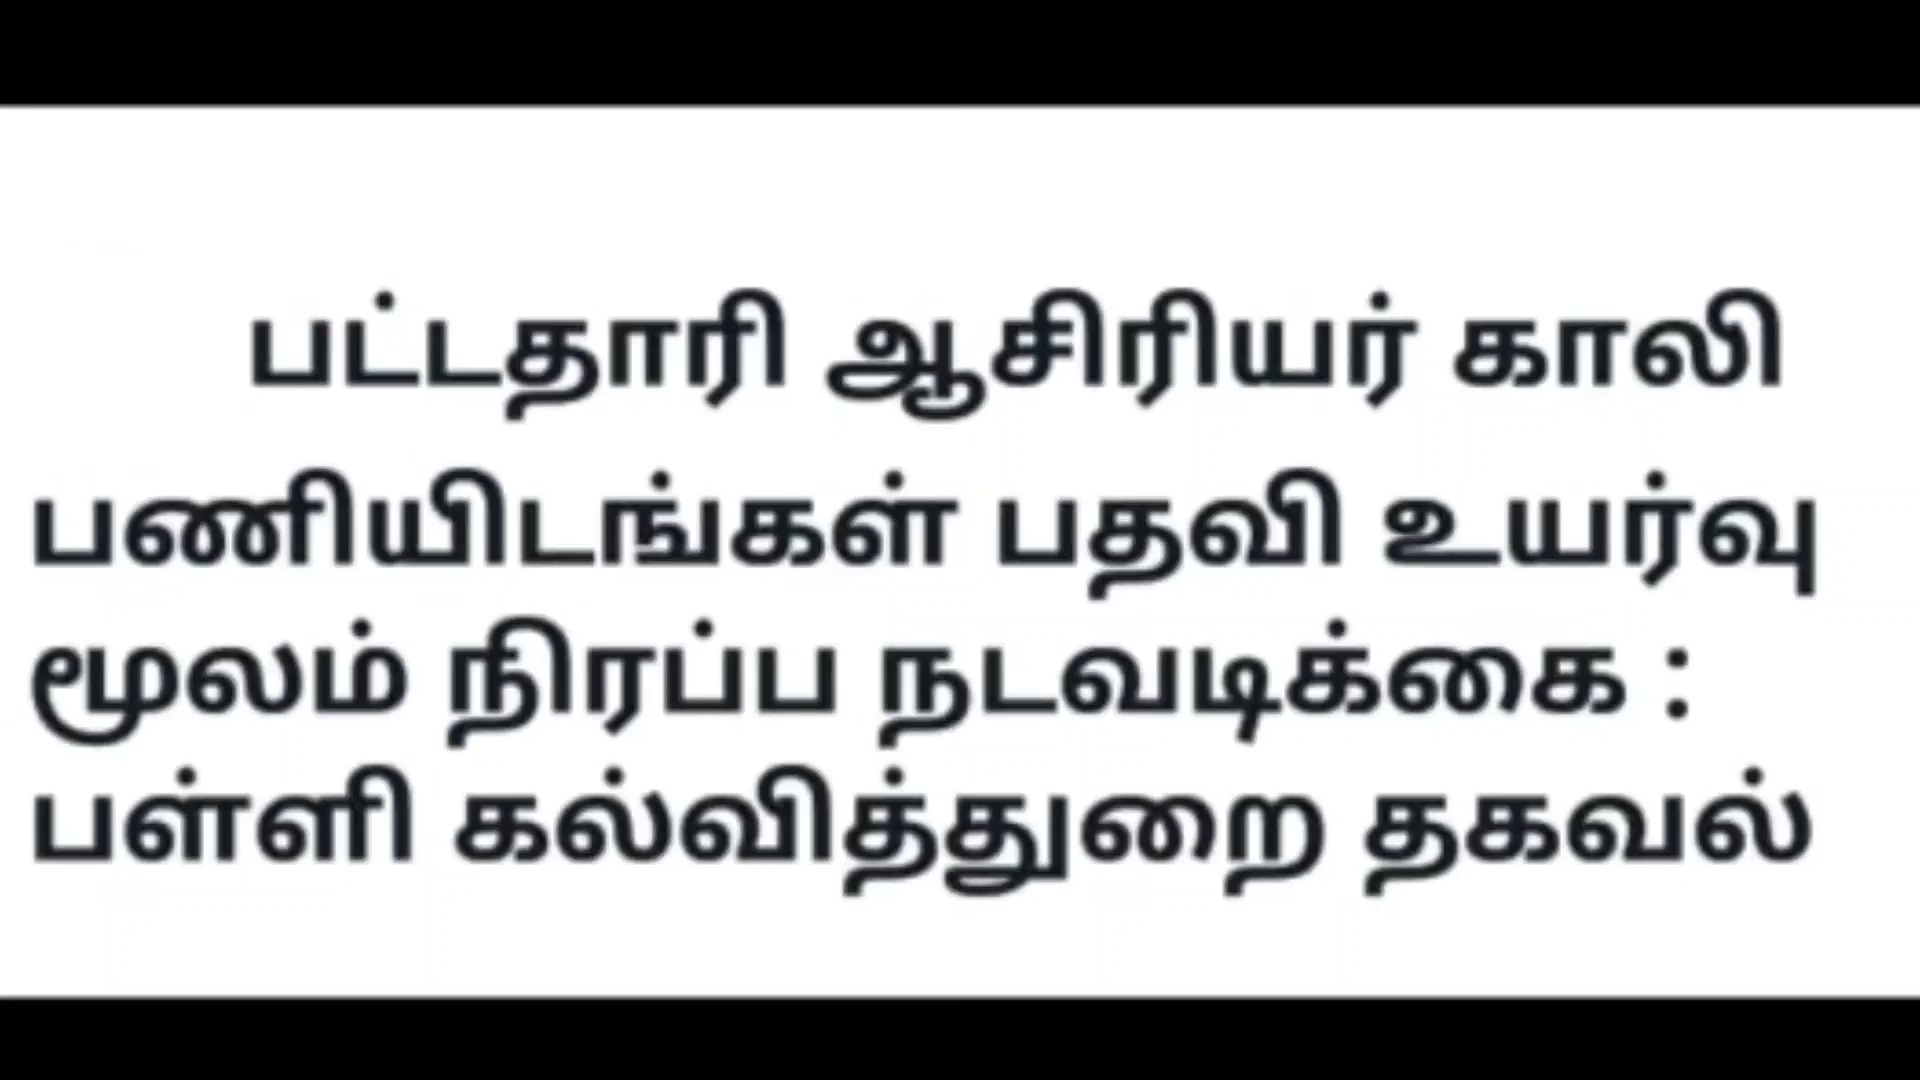 பட்டதாரி ஆசிரியர் காலி
பணியிடங்கள் பதவி உயர்வு
மூலம் நிரப்ப நடவடிக்கை :
பள்ளி கல்வித்துறை தகவல்